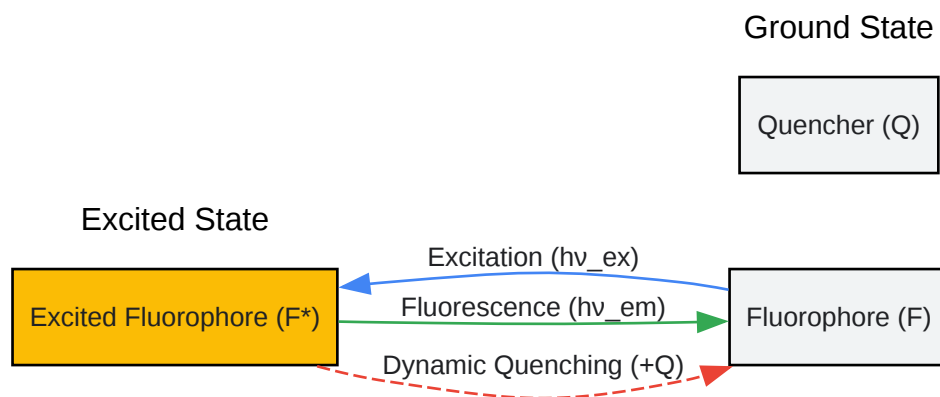 Ground State
Quencher (Q)
Excited State
Excitation (hν_ex)
Excited Fluorophore (F*)
Fluorescence (hν_em)
Fluorophore (F)
Dynamic Quenching (+Q)